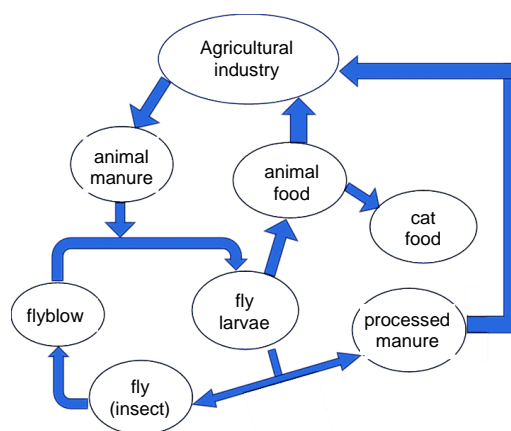 Agricultural
industry
animal
manure
animal
food
cat
food
flyblow
fly
larvae
processed
manure
fly
(insect)